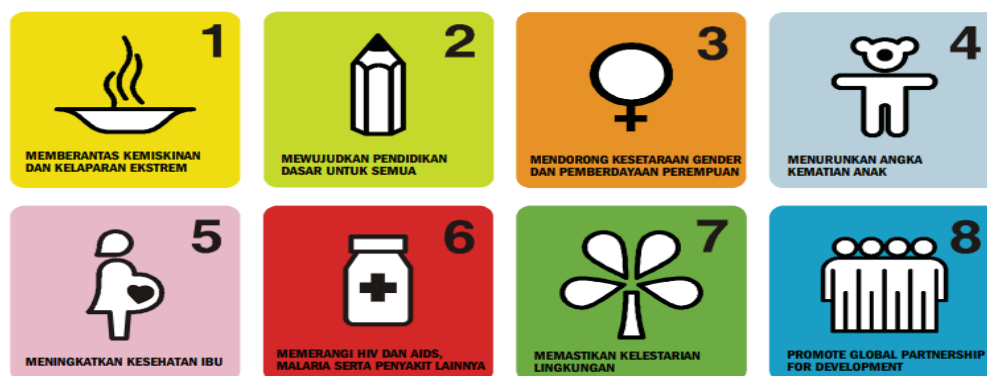 1
MEMBERANTAS KEMISKINAN
DAN KELAPARAN EKSTREM
2
MEWUJUDKAN PENDIDIKAN
DASAR UNTUK SEMUA
3
MENDORONG KESETARAAN GENDER
DAN PEMBERDAYAAN PEREMPUAN
4
MENURUNKAN ANGKA
KEMATIAN ANAK
5
MENINGKATKAN KESEHATAN IBU
6
MEMERANGI HIV DAN AIDS,
MALARIA SERTA PENYAKIT LAINNYA
7
MEMASTIKAN KELESTARIAN
LINGKUNGAN
8
PROMOTE GLOBAL PARTNERSHIP
FOR DEVELOPMENT